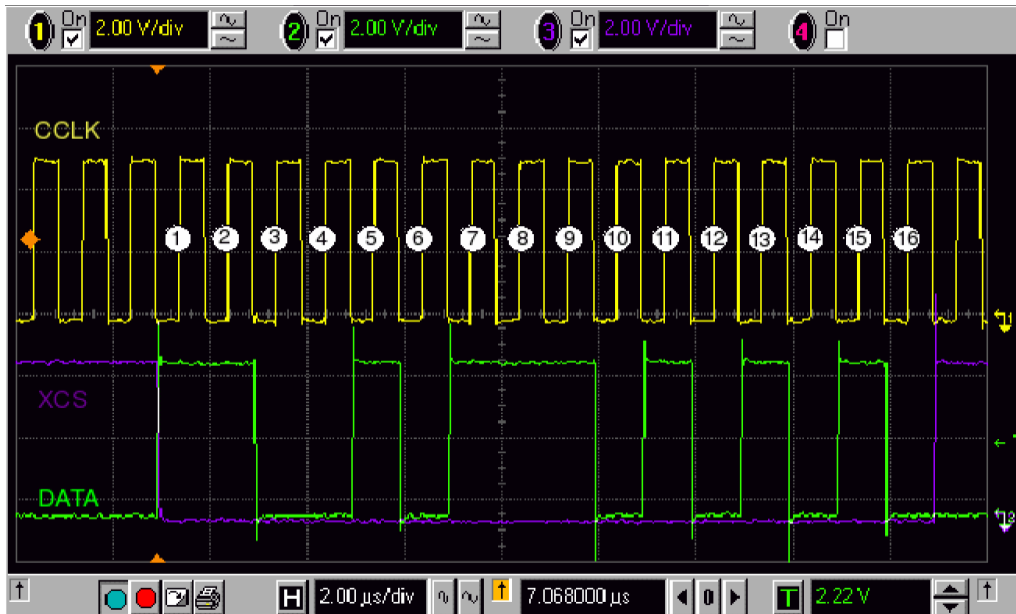 1 On 2.00 V/div 2 On 2.00 V/div 3 On 2.00 V/div 4 On
CCLK
1 2 3 4 5 6 7 8 9 10 11 12 13 14 15 16
1
XCS
DATA
H 2.00 µs/div 7.068000 µs 0 T 2.22 V